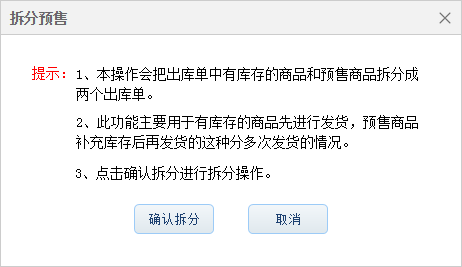 拆分预售
提示：1、本操作会把出库单中有库存的商品和预售商品拆分成
两个出库单。
2、此功能主要用于有库存的商品先进行发货，预售商品
补充库存后再发货的这种分多次发货的情况。
3、点击确认拆分进行拆分操作。
确认拆分 取消